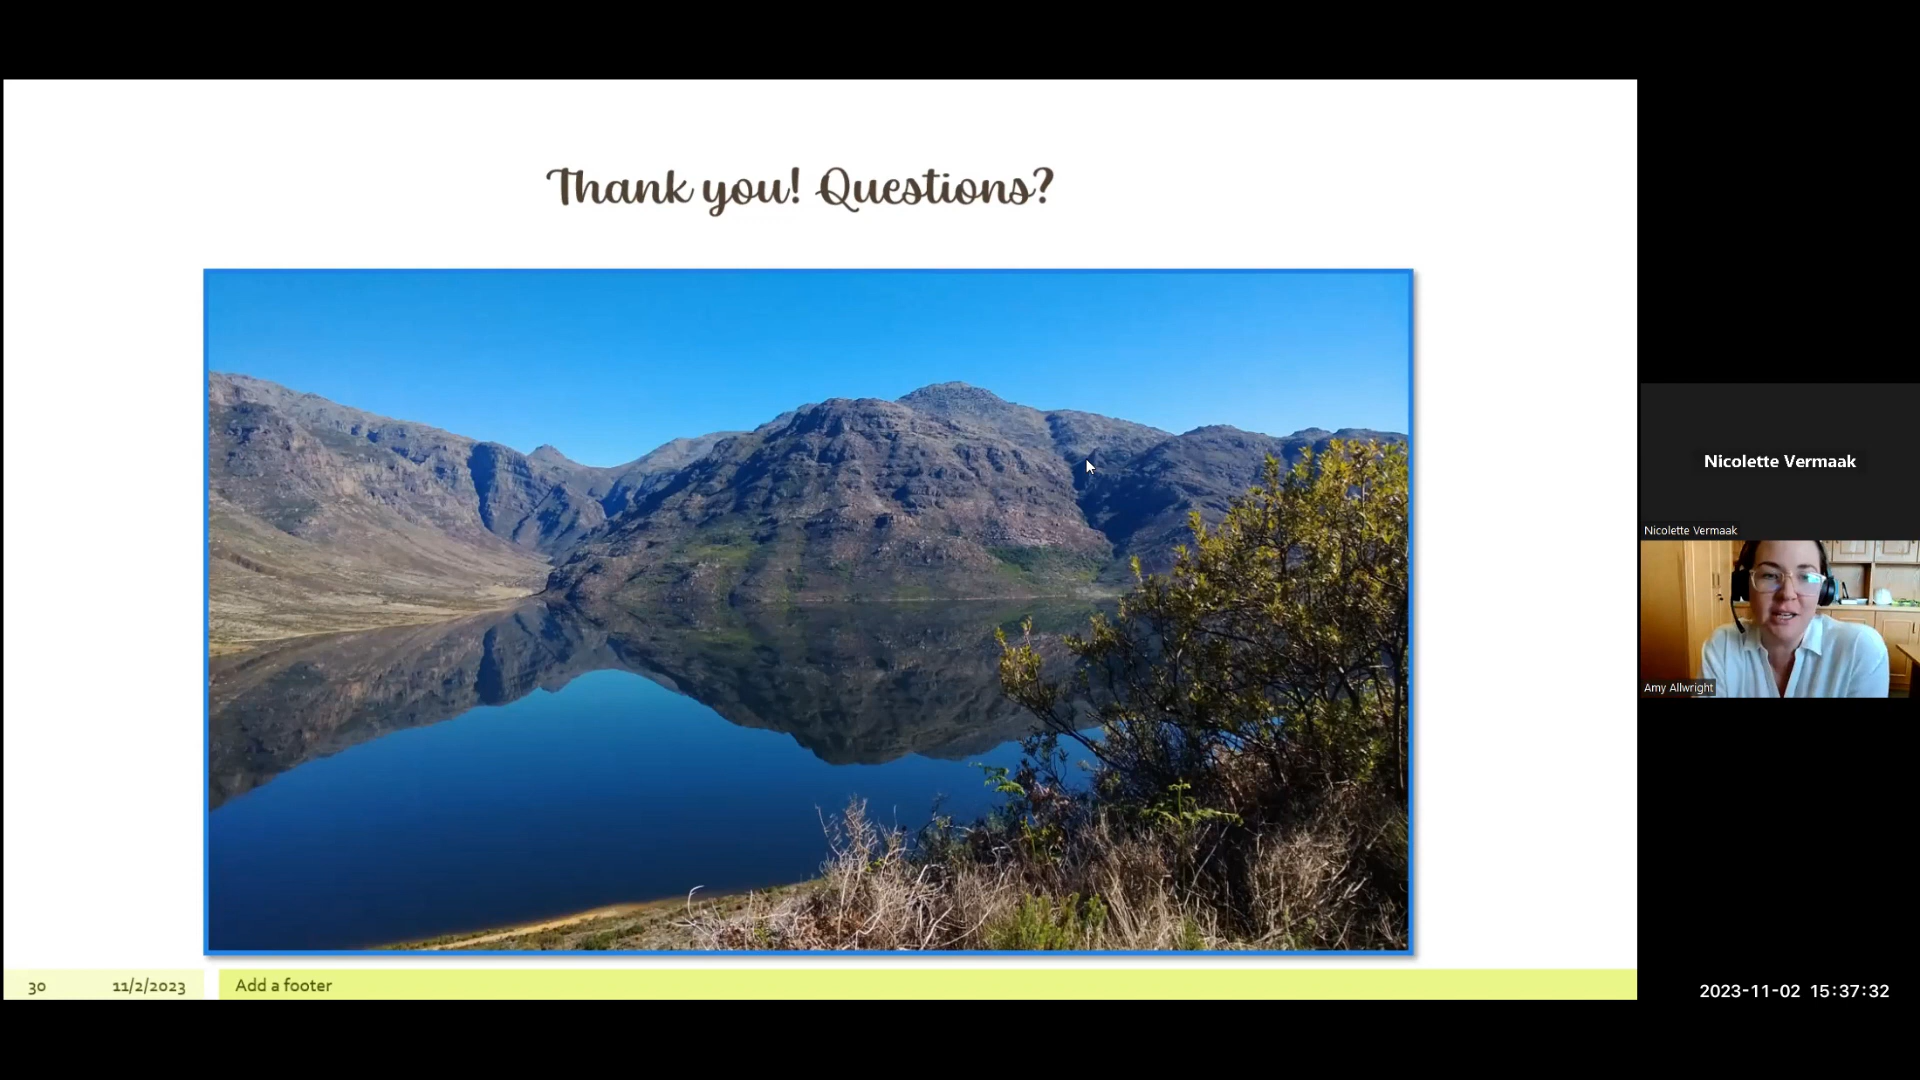 Thank you! Questions?
Nicolette Vermaak
Nicolette Vermaak
Amy Allwright
30 11/2/2023 Add a footer
2023-11-02 15:37:32